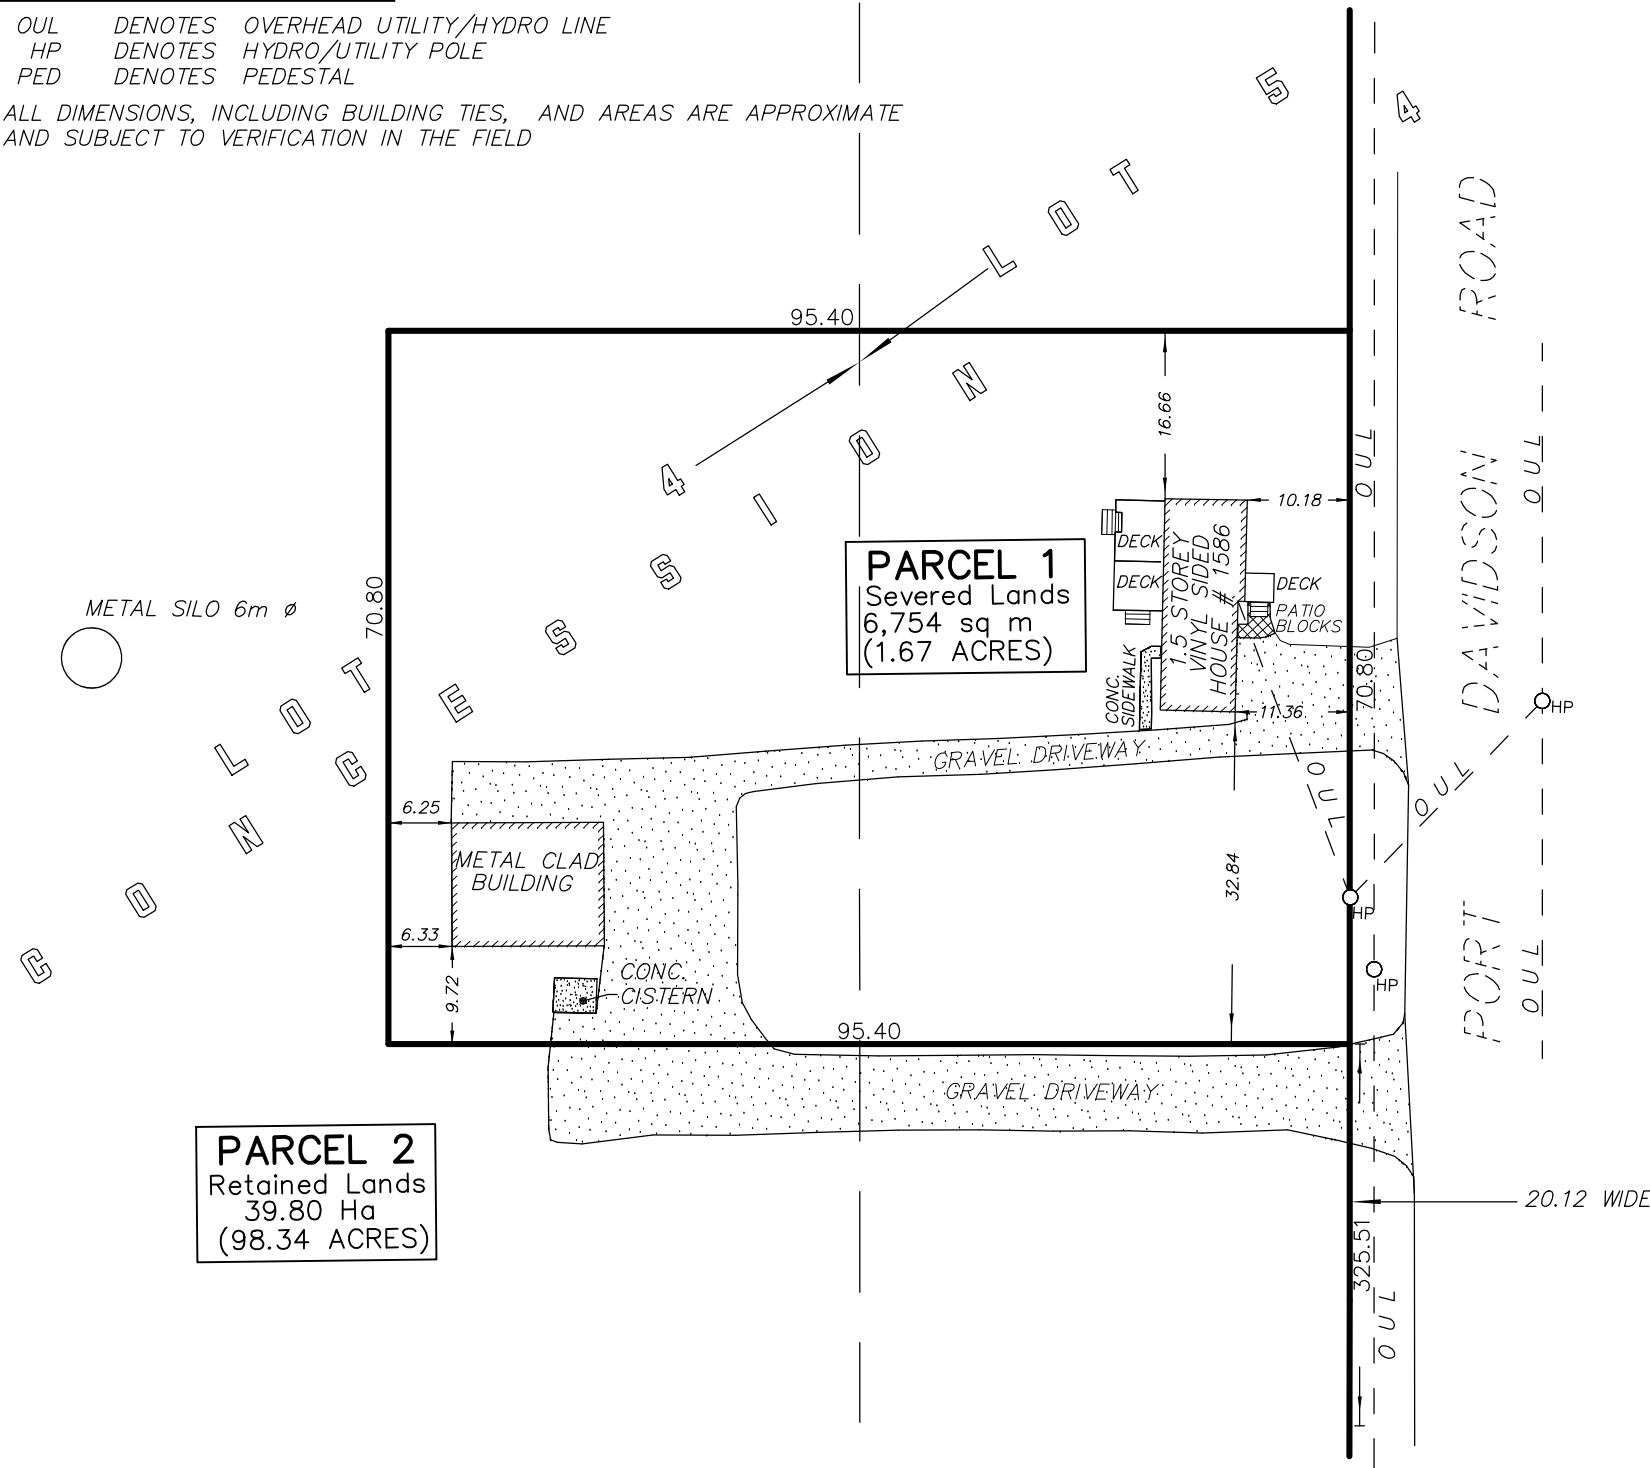 OUL DENOTES OVERHEAD UTILITY/HYDRO LINE
HP DENOTES HYDRO/UTILITY POLE
PED DENOTES PEDESTAL
ALL DIMENSIONS, INCLUDING BUILDING TIES, AND AREAS ARE APPROXIMATE
AND SUBJECT TO VERIFICATION IN THE FIELD
LOT 5
4
LOT 4
CONCESSION
95.40
16.66
10.18
OUL
OUL
PORT DAVIDSON ROAD
PARCEL 1
Severed Lands
6,754 sq m
(1.67 ACRES)
DECK
DECK
1.5 STOREY
VINYL SIDED
HOUSE # 1586
DECK
PATIO
BLOCKS
METAL SILO 6m ø
70.80
70.80
CONC.
SIDEWALK
11.36
HP
GRAVEL DRIVEWAY
OUL
OUL
6.25
METAL CLAD
BUILDING
6.33
9.72
32.84
HP
HP
CONC.
CISTERN
95.40
OUL
GRAVEL DRIVEWAY
PARCEL 2
Retained Lands
39.80 Ha
(98.34 ACRES)
20.12 WIDE
325.51
OUL